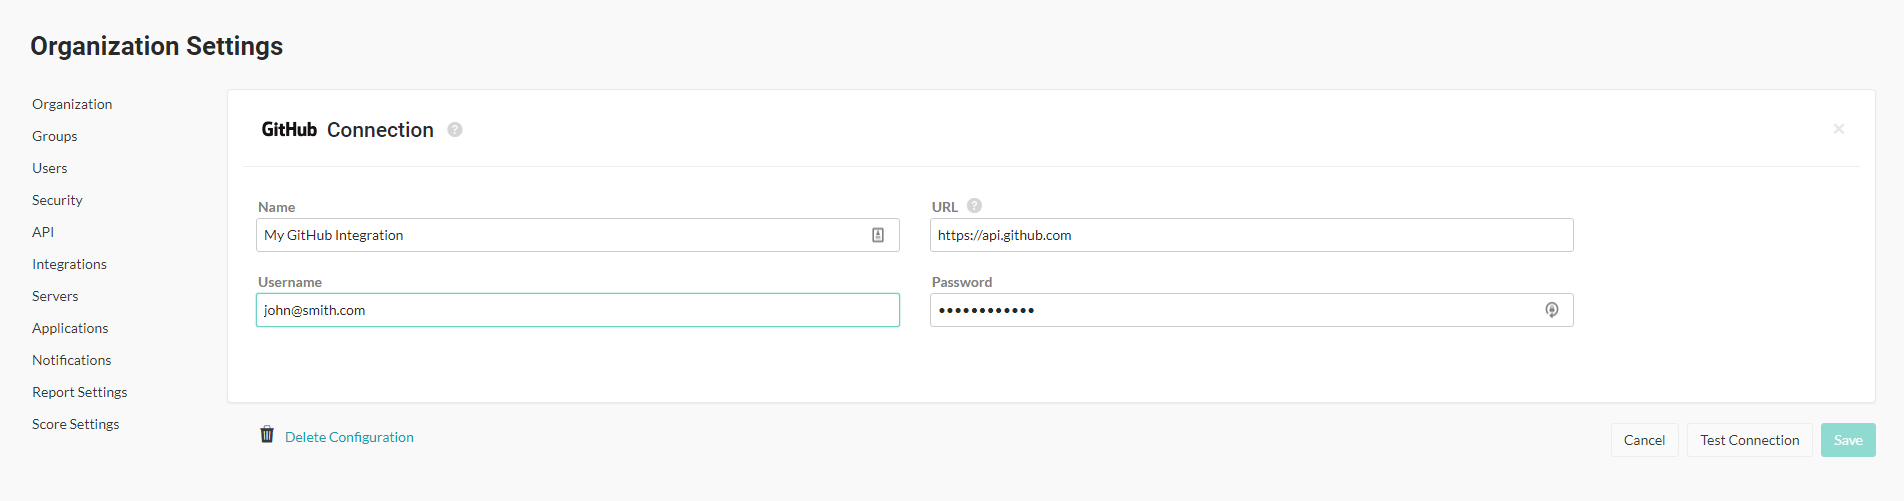 Organization Settings
Organization
Groups
Users
Security
API
Integrations
Servers
Applications
Notifications
Report Settings
Score Settings
GitHub Connection ?
×
Name
My GitHub Integration
URL ?
https://api.github.com
Username
john@smith.com
Password
••••••••••••
Delete Configuration
Cancel
Test Connection
Save